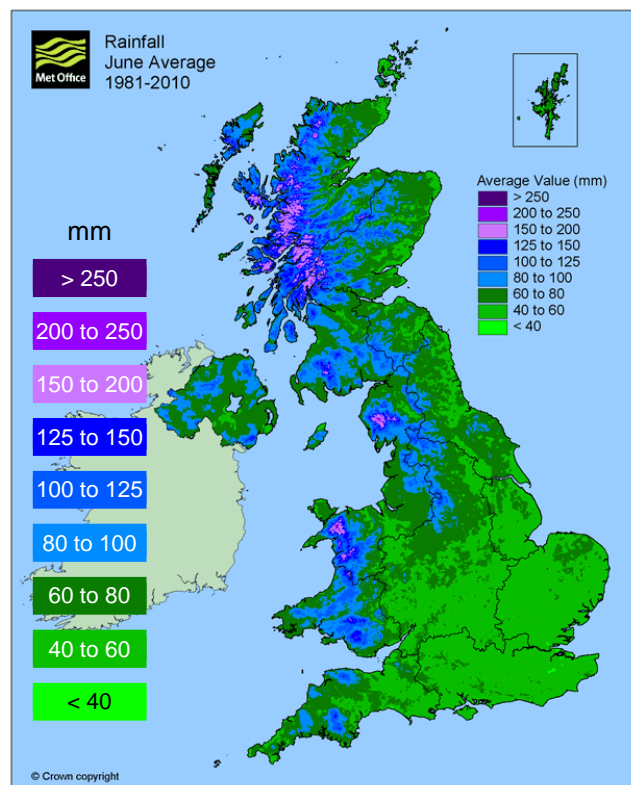 Met Office
Rainfall
June Average
1981-2010
mm
> 250
200 to 250
150 to 200
125 to 150
100 to 125
80 to 100
60 to 80
40 to 60
< 40
Average Value (mm)
> 250
200 to 250
150 to 200
125 to 150
100 to 125
80 to 100
60 to 80
40 to 60
< 40
© Crown copyright